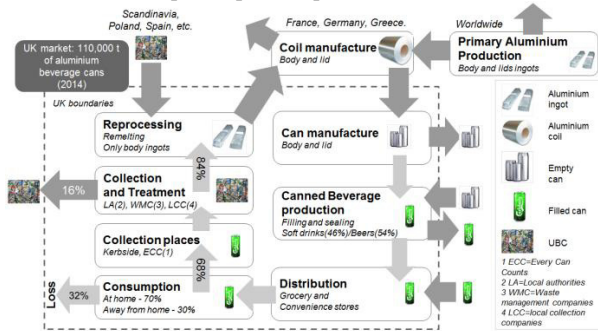 Scandinavia,
Poland, Spain, etc.
France, Germany, Greece.
Worldwide
UK market: 110,000 t
of aluminium
beverage cans
(2014)
Coil manufacture
Body and lid
Primary Aluminium
Production
Body and lids ingots
UK boundaries
Reprocessing
Remelting
Only body ingots
Can manufacture
Body and lid
84%
16%
Collection
and Treatment
LA(2), WMC(3), LCC(4)
Canned Beverage
production
Filling and sealing
Soft drinks(46%)/Beers(54%)
Collection places
Kerbside, ECC(1)
68%
Loss
32%
Consumption
At home - 70%
Away from home - 30%
Distribution
Grocery and
Convenience stores
Aluminium
ingot
Aluminium
coil
Empty
can
Filled can
UBC
1 ECC=Every Can
Counts
2 LA=Local authorities
3 WMC=Waste
management companies
4 LCC=local collection
companies